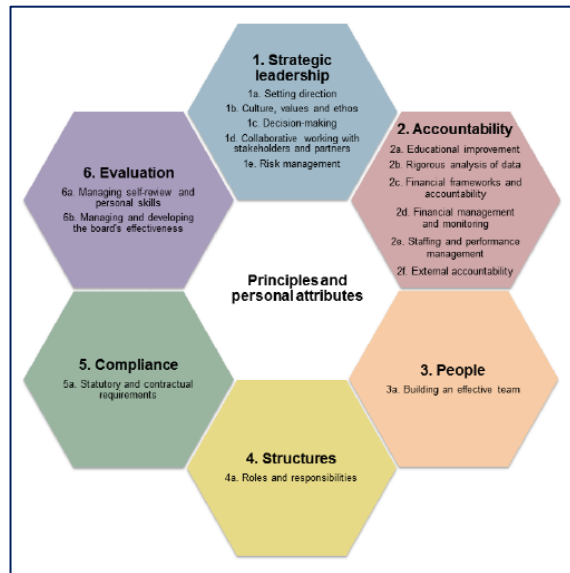 1. Strategic
leadership
1a. Setting direction
1b. Culture, values and ethos
1c. Decision-making
1d. Collaborative working with
stakeholders and partners
1e. Risk management
2. Accountability
2a. Educational improvement
2b. Rigorous analysis of data
2c. Financial frameworks and
accountability
2d. Financial management
and monitoring
2e. Staffing and performance
management
2f. External accountability
3. People
3a. Building an effective team
4. Structures
4a. Roles and responsibilities
5. Compliance
5a. Statutory and contractual
requirements
6. Evaluation
6a. Managing self-review and
personal skills
6b. Managing and developing
the board's effectiveness
Principles and
personal attributes